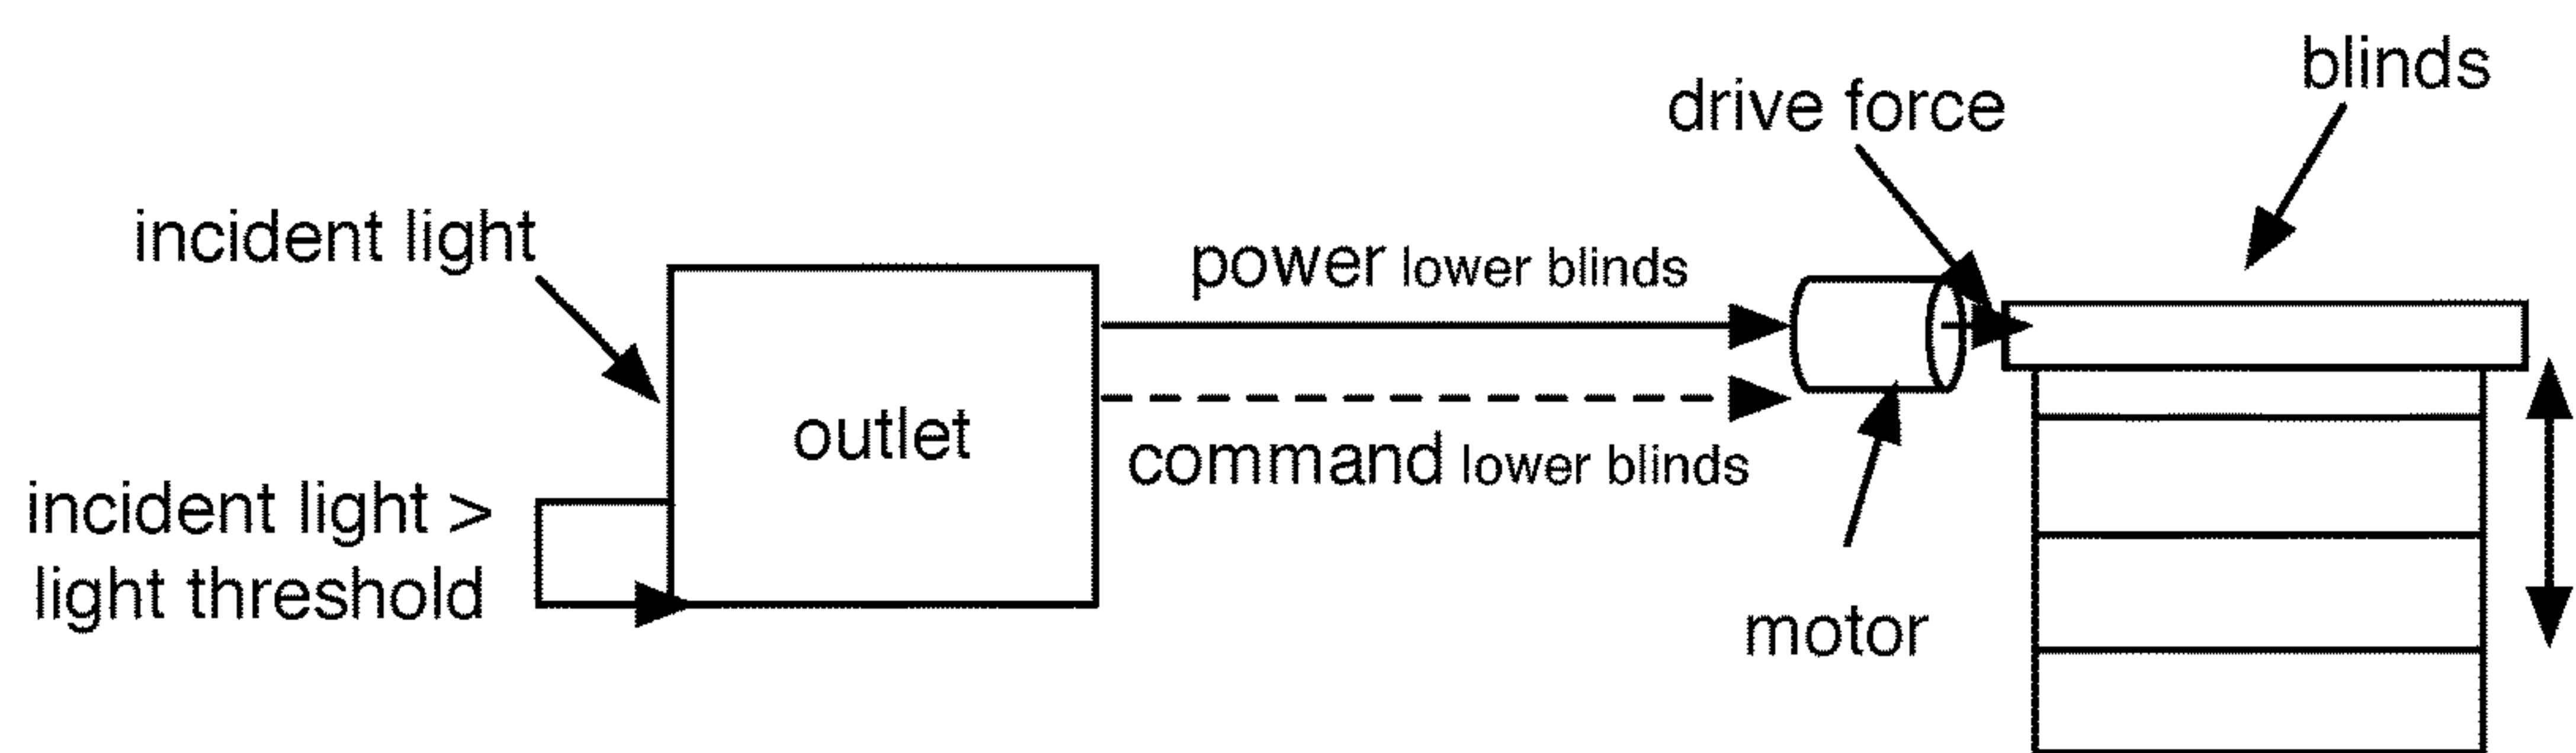 blinds
drive force
incident light
power lower blinds
outlet
command lower blinds
incident light >
light threshold
motor